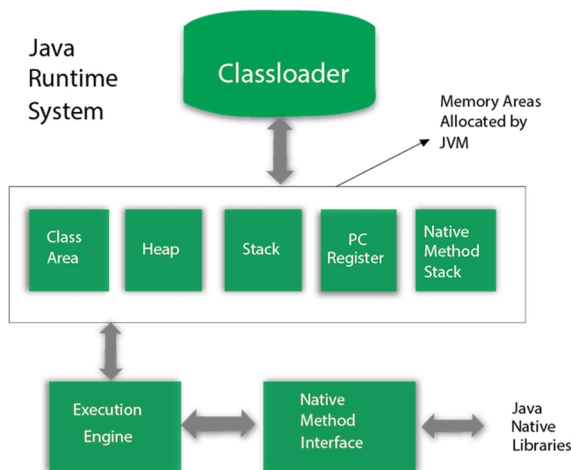 Java
Runtime
System
Classloader
Memory Areas
Allocated by
JVM
Class
Area
Heap
Stack
PC
Register
Native
Method
Stack
Execution
Engine
Native
Method
Interface
Java
Native
Libraries